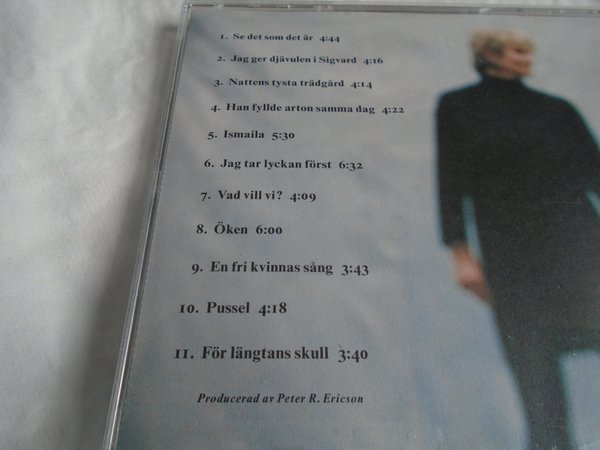 1. Se det som det är 4:44
2. Jag ger djävulen i Sigvard 4:16
3. Nattens tysta trädgård 4:14
4. Han fyllde arton samma dag 4:22
5. Ismaila 5:30
6. Jag tar lyckan först 6:32
7. Vad vill vi? 4:09
8. Öken 6:00
9. En fri kvinnas sång 3:43
10. Pussel 4:18
11. För längtans skull 3:40
Producerad av Peter R. Ericson